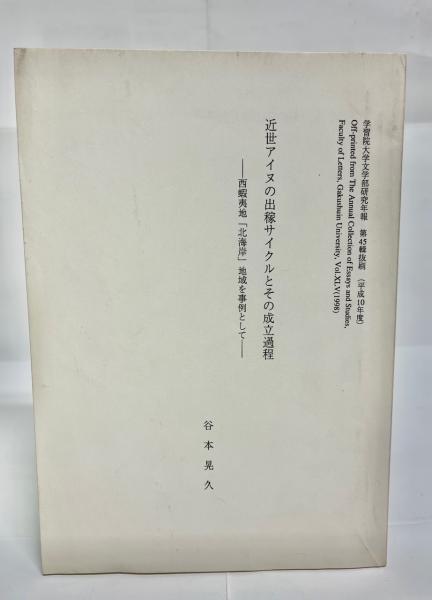 学習院大学文学部研究年報　第45輯抜刷　（平成10年度）
Off-printed from The Annual Collection of Essays and Studies,
Faculty of Letters, Gakushuin University, Vol.XLV(1998)
近世アイヌの出稼サイクルとその成立過程
――西蝦夷地「北海岸」地域を事例として――
谷本晃久